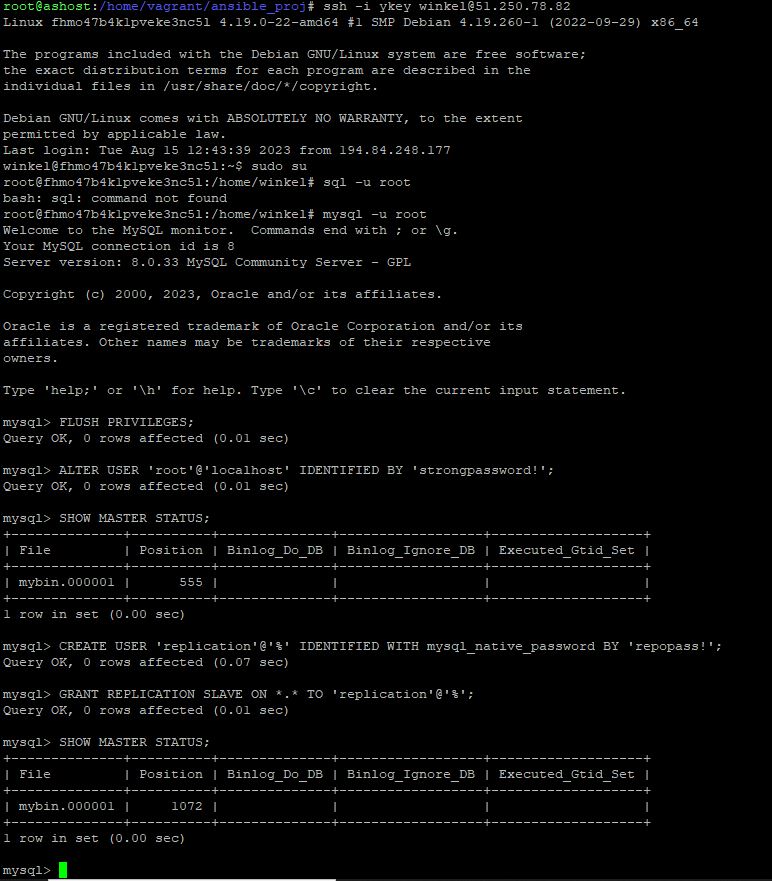 root@ashost:/home/vagrant/ansible_proj# ssh -i ykey winkel@51.250.78.82
Linux fhmo47b4k1pveke3nc5l 4.19.0-22-amd64 #1 SMP Debian 4.19.260-1 (2022-09-29) x86_64
The programs included with the Debian GNU/Linux system are free software;
the exact distribution terms for each program are described in the
individual files in /usr/share/doc/*/copyright.
Debian GNU/Linux comes with ABSOLUTELY NO WARRANTY, to the extent
permitted by applicable law.
Last login: Tue Aug 15 12:43:39 2023 from 194.84.248.177
winkel@fhmo47b4k1pveke3nc5l:~$ sudo su
root@fhmo47b4k1pveke3nc5l:/home/winkel# sql -u root
bash: sql: command not found
root@fhmo47b4k1pveke3nc5l:/home/winkel# mysql -u root
Welcome to the MySQL monitor.  Commands end with ; or \g.
Your MySQL connection id is 8
Server version: 8.0.33 MySQL Community Server - GPL
Copyright (c) 2000, 2023, Oracle and/or its affiliates.
Oracle is a registered trademark of Oracle Corporation and/or its
affiliates. Other names may be trademarks of their respective
owners.
Type 'help;' or '\h' for help. Type '\c' to clear the current input statement.
mysql> FLUSH PRIVILEGES;
Query OK, 0 rows affected (0.01 sec)
mysql> ALTER USER 'root'@'localhost' IDENTIFIED BY 'strongpassword!';
Query OK, 0 rows affected (0.01 sec)
mysql> SHOW MASTER STATUS;
+--------------+----------+--------------+------------------+-------------------+
| File         | Position | Binlog_Do_DB | Binlog_Ignore_DB | Executed_Gtid_Set |
+--------------+----------+--------------+------------------+-------------------+
| mybin.000001 |      555 |              |                  |                   |
+--------------+----------+--------------+------------------+-------------------+
1 row in set (0.00 sec)
mysql> CREATE USER 'replication'@'%' IDENTIFIED WITH mysql_native_password BY 'repopass!';
Query OK, 0 rows affected (0.07 sec)
mysql> GRANT REPLICATION SLAVE ON *.* TO 'replication'@'%';
Query OK, 0 rows affected (0.01 sec)
mysql> SHOW MASTER STATUS;
+--------------+----------+--------------+------------------+-------------------+
| File         | Position | Binlog_Do_DB | Binlog_Ignore_DB | Executed_Gtid_Set |
+--------------+----------+--------------+------------------+-------------------+
| mybin.000001 |     1072 |              |                  |                   |
+--------------+----------+--------------+------------------+-------------------+
1 row in set (0.00 sec)
mysql>